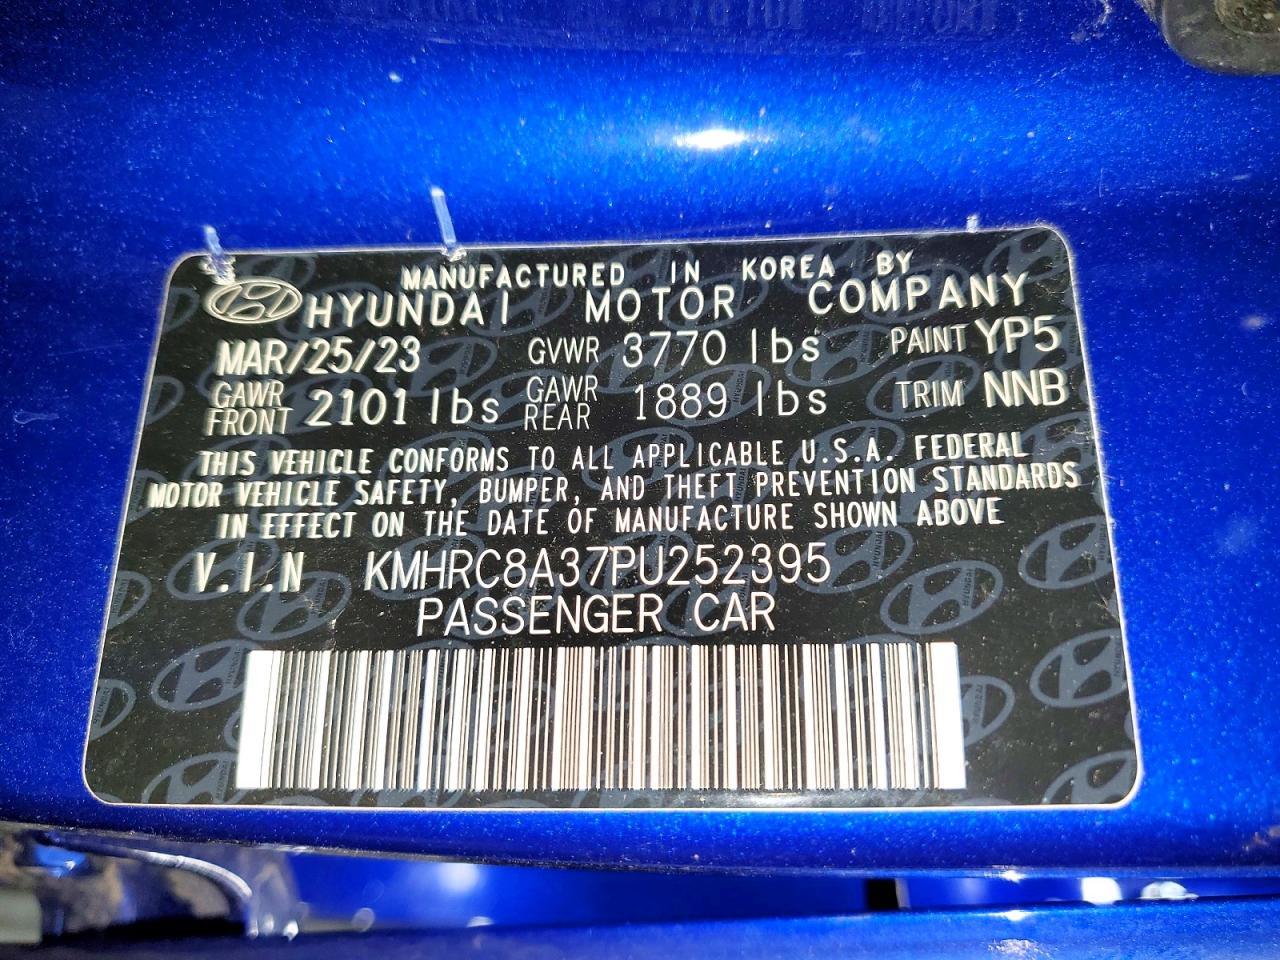 MANUFACTURED IN KOREA BY
HYUNDAI MOTOR COMPANY
MAR/25/23 GVWR 3770 lbs PAINT YP5
GAWR FRONT 2101 lbs GAWR REAR 1889 lbs TRIM NNB
THIS VEHICLE CONFORMS TO ALL APPLICABLE U.S.A. FEDERAL
MOTOR VEHICLE SAFETY, BUMPER, AND THEFT PREVENTION STANDARDS
IN EFFECT ON THE DATE OF MANUFACTURE SHOWN ABOVE
V.I.N KMHRC8A37PU252395
PASSENGER CAR